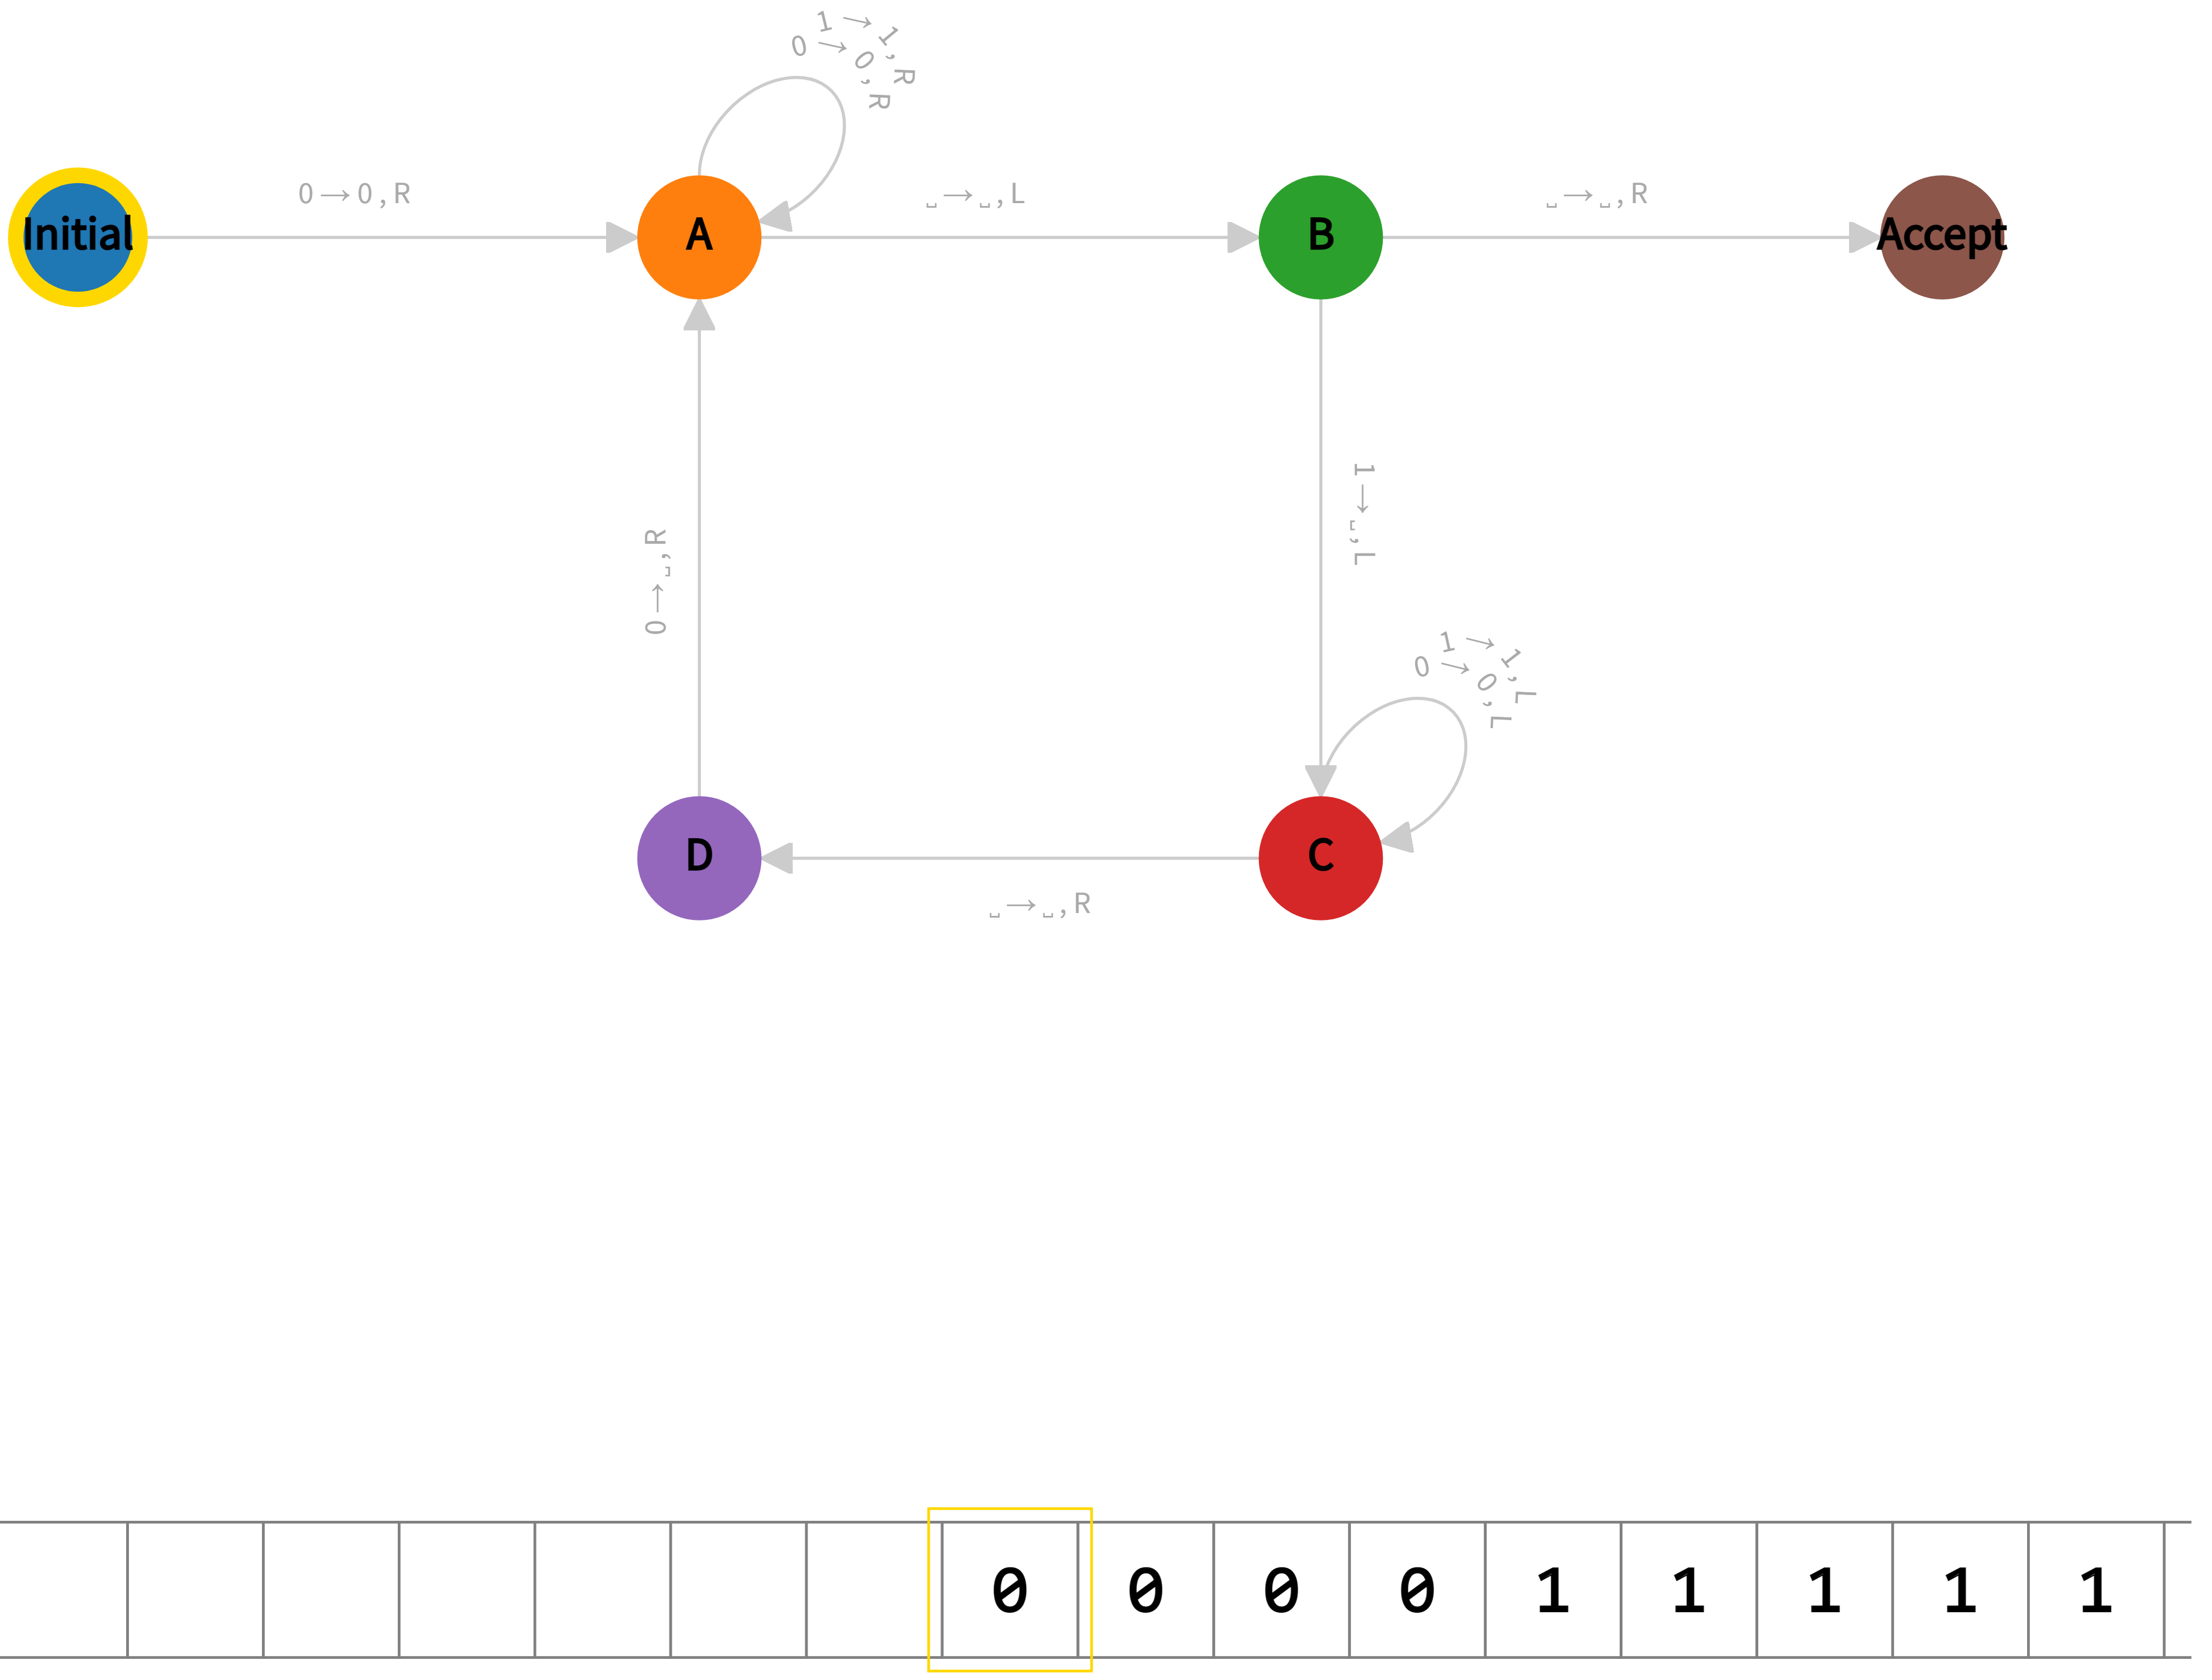 1→1,R
0→0,R
0→0,R
␣→␣,L
␣→␣,R
Initial
A
B
Accept
0→␣,R
1→␣,L
1→1,L
0→0,L
D
C
␣→␣,R
0 0 0 0 1 1 1 1 1